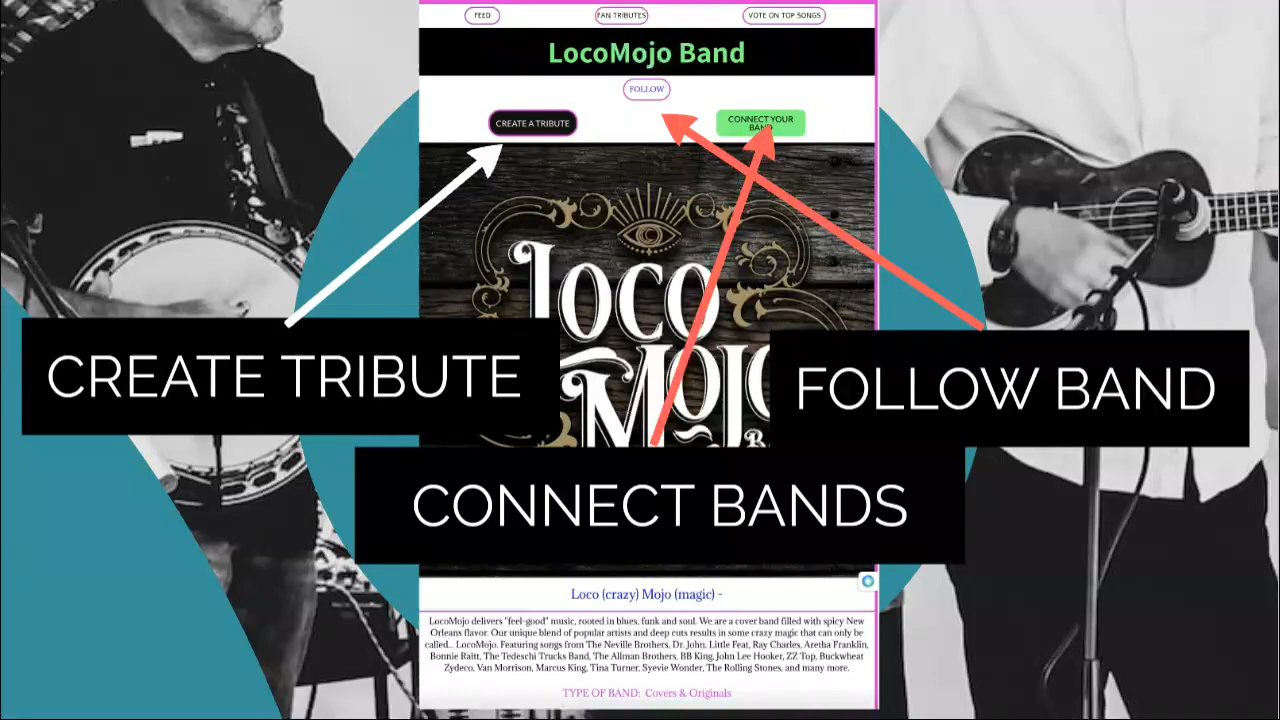 FEED
FAN TRIBUTES
VOTE ON TOP SONGS
LocoMojo Band
FOLLOW
CREATE A TRIBUTE
CONNECT YOUR
BAND
Loco
Mojo
CREATE TRIBUTE
FOLLOW BAND
CONNECT BANDS
Loco (crazy) Mojo (magic) -
LocoMojo delivers "feel-good" music, rooted in blues, funk and soul. We are a cover band filled with spicy New
Orleans flavor. Our unique blend of popular artists and deep cuts results in some crazy magic that can only be
called... LocoMojo. Featuring songs from The Neville Brothers, Dr. John, Little Feat, Ray Charles, Aretha Franklin,
Bonnie Raitt, The Tedeschi Trucks Band, The Allman Brothers, BB King, John Lee Hooker, ZZ Top, Buckwheat
Zydeco, Van Morrison, Marcus King, Tina Turner, Syevie Wonder, The Rolling Stones, and many more.
TYPE OF BAND: Covers & Originals